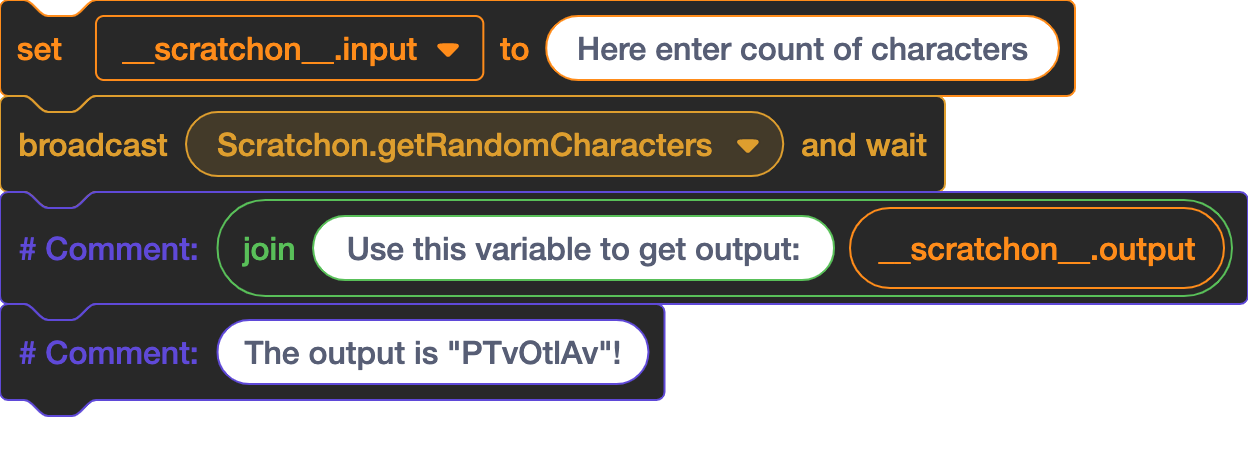 set __scratchon__.input to Here enter count of characters
broadcast Scratchon.getRandomCharacters and wait
# Comment: join Use this variable to get output: __scratchon__.output
# Comment: The output is "PTvOtlAv"!